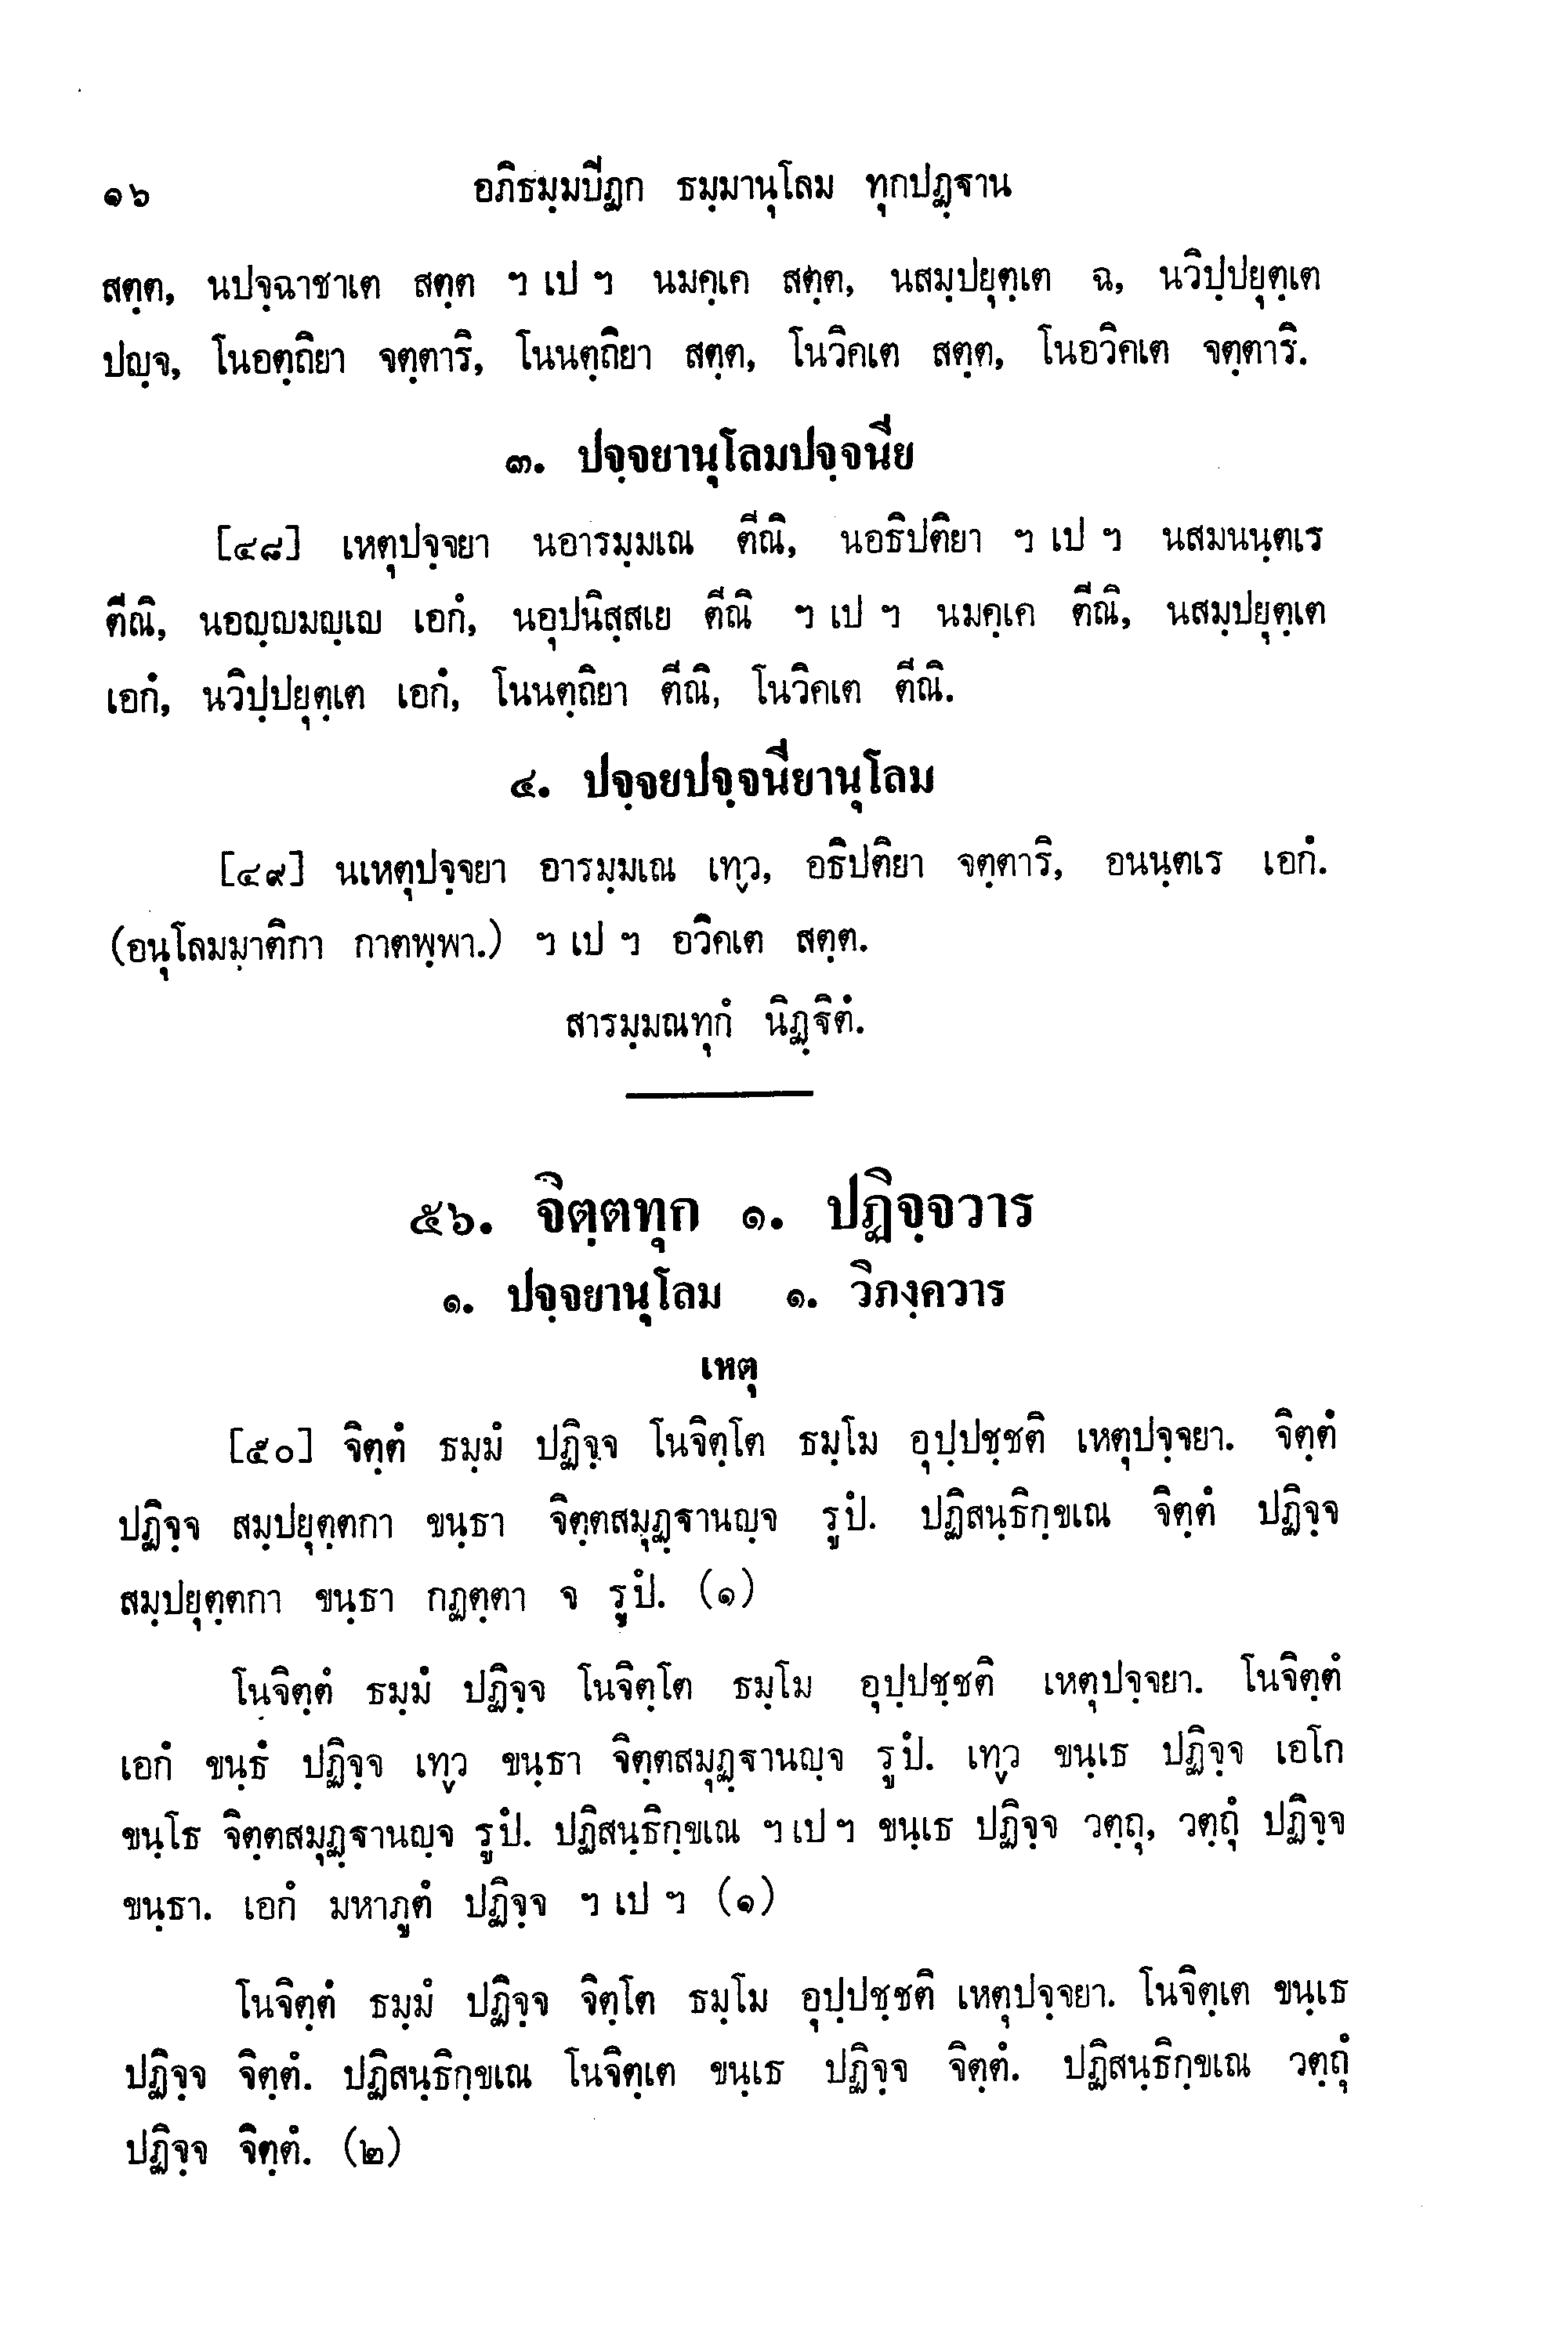 ๑๖ อภิธมฺมปีฏก ธมฺมานุโลม ทุกปฏฺฐาน
สตฺต, นปจฺฉาชาเต สตฺต ฯ เป ฯ นมคฺเค สตฺต, นสมฺปยุตฺเต ฉ, นวิปฺปยุตฺเต
ปญฺจ, โนอตฺถิยา จตฺตาริ, โนนตฺถิยา สตฺต, โนวิคเต สตฺต, โนอวิคเต จตฺตาริ.
๓. ปจฺจยานุโลมปจฺจนีย
[๔๘] เหตุปจฺจยา นอารมฺมเณ ตีณิ, นอธิปติยา ฯ เป ฯ นสมนนฺตเร
ตีณิ, นอญฺญมญฺเญ เอกํ, นอุปนิสฺสเย ตีณิ ฯ เป ฯ นมคฺเค ตีณิ, นสมฺปยุตฺเต
เอกํ, นวิปฺปยุตฺเต เอกํ, โนนตฺถิยา ตีณิ, โนวิคเต ตีณิ.
๔. ปจฺจยปจฺจนียานุโลม
[๔๙] นเหตุปจฺจยา อารมฺมเณ เทฺว, อธิปติยา จตฺตาริ, อนนฺตเร เอกํ.
(อนุโลมมาติกา กาตพฺพา.) ฯ เป ฯ อวิคเต สตฺต.
สารมฺมณทุกํ นิฏฺฐิตํ.
๕๖. จิตฺตทุก ๑. ปฏิจฺจวาร
๑. ปจฺจยานุโลม ๑. วิภงฺควาร
เหตุ
[๕๐] จิตฺตํ ธมฺมํ ปฏิจฺจ โนจิตฺโต ธมฺโม อุปฺปชฺชติ เหตุปจฺจยา. จิตฺตํ
ปฏิจฺจ สมฺปยุตฺตกา ขนฺธา จิตฺตสมุฏฺฐานญฺจ รูปํ. ปฏิสนฺธิกฺขเณ จิตฺตํ ปฏิจฺจ
สมฺปยุตฺตกา ขนฺธา กฏตฺตา จ รูปํ. (๑)
โนจิตฺตํ ธมฺมํ ปฏิจฺจ โนจิตฺโต ธมฺโม อุปฺปชฺชติ เหตุปจฺจยา. โนจิตฺตํ
เอกํ ขนฺธํ ปฏิจฺจ เทฺว ขนฺธา จิตฺตสมุฏฺฐานญฺจ รูปํ. เทฺว ขนฺเธ ปฏิจฺจ เอโก
ขนฺโธ จิตฺตสมุฏฺฐานญฺจ รูปํ. ปฏิสนฺธิกฺขเณ ฯ เป ฯ ขนฺเธ ปฏิจฺจ วตฺถุ, วตฺถุํ ปฏิจฺจ
ขนฺธา. เอกํ มหาภูตํ ปฏิจฺจ ฯ เป ฯ (๑)
โนจิตฺตํ ธมฺมํ ปฏิจฺจ จิตฺโต ธมฺโม อุปฺปชฺชติ เหตุปจฺจยา. โนจิตฺเต ขนฺเธ
ปฏิจฺจ จิตฺตํ. ปฏิสนฺธิกฺขเณ โนจิตฺเต ขนฺเธ ปฏิจฺจ จิตฺตํ. ปฏิสนฺธิกฺขเณ วตฺถุํ
ปฏิจฺจ จิตฺตํ. (๒)